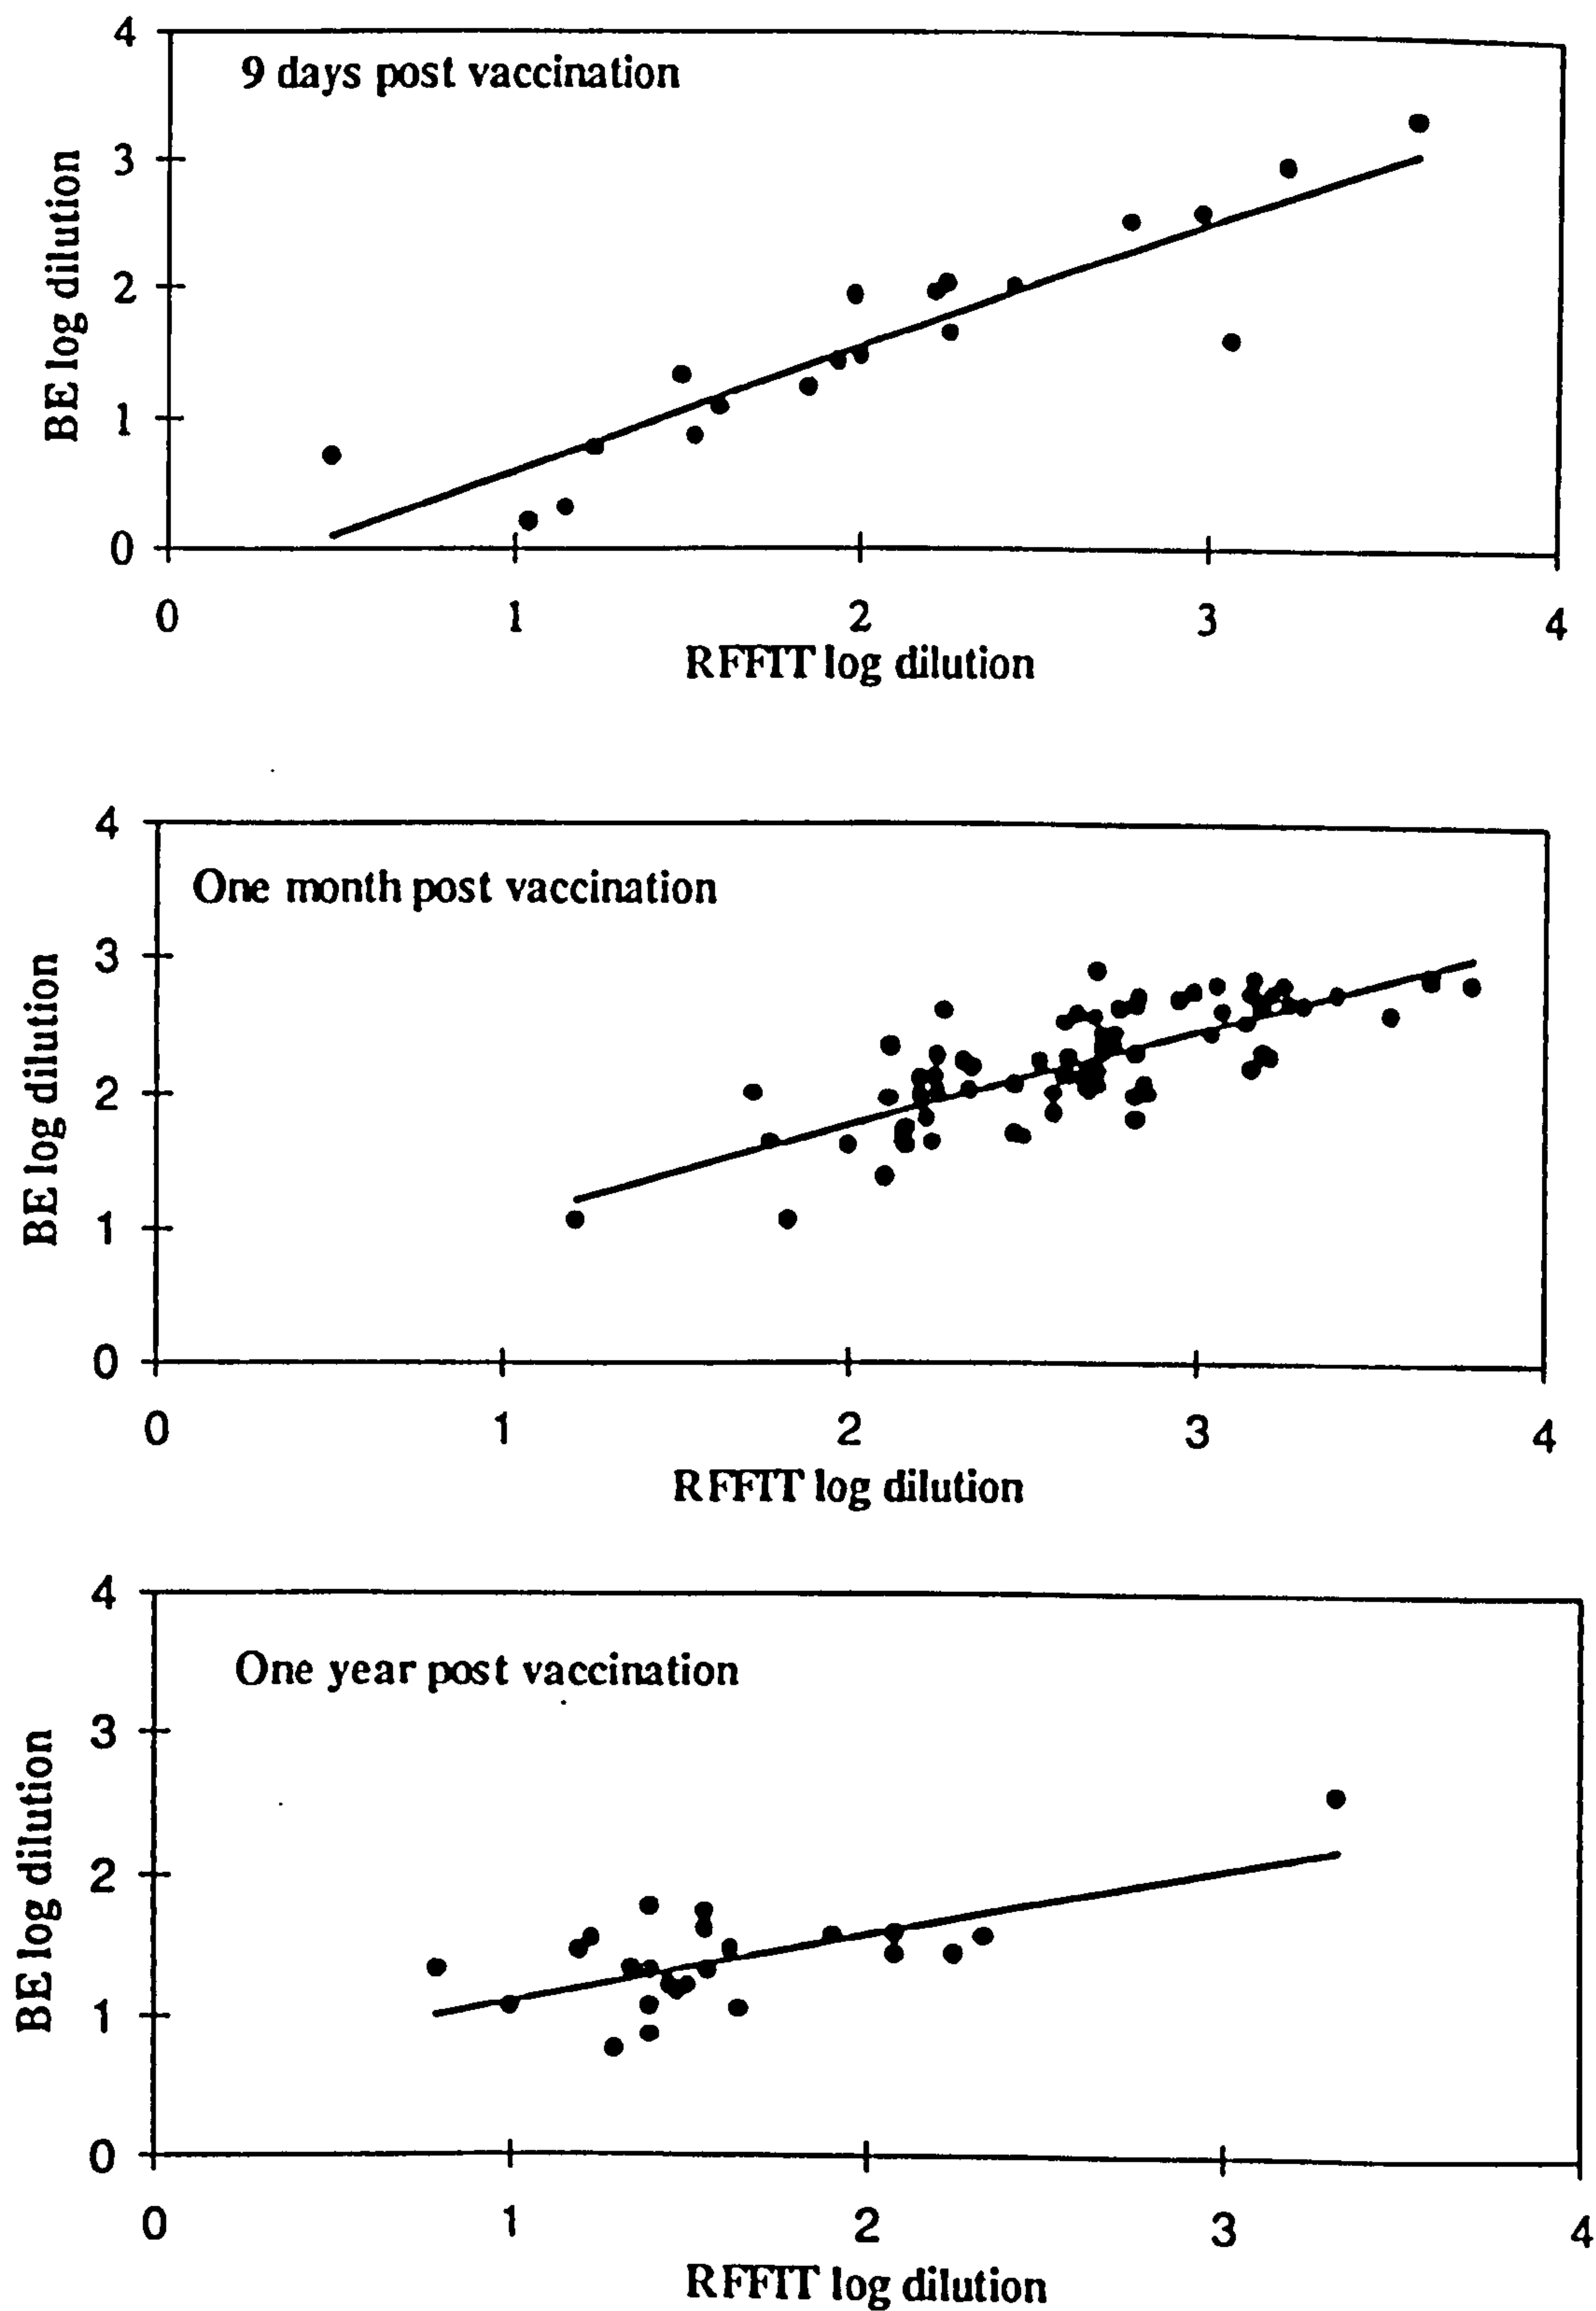 9 days post vaccination
BE log dilution
4
3
2
1
0
0 1 2 3 4
RFFIT log dilution
One month post vaccination
BE log dilution
4
3
2
1
0
0 1 2 3 4
RFFIT log dilution
One year post vaccination
BE log dilution
4
3
2
1
0
0 1 2 3 4
RFFIT log dilution